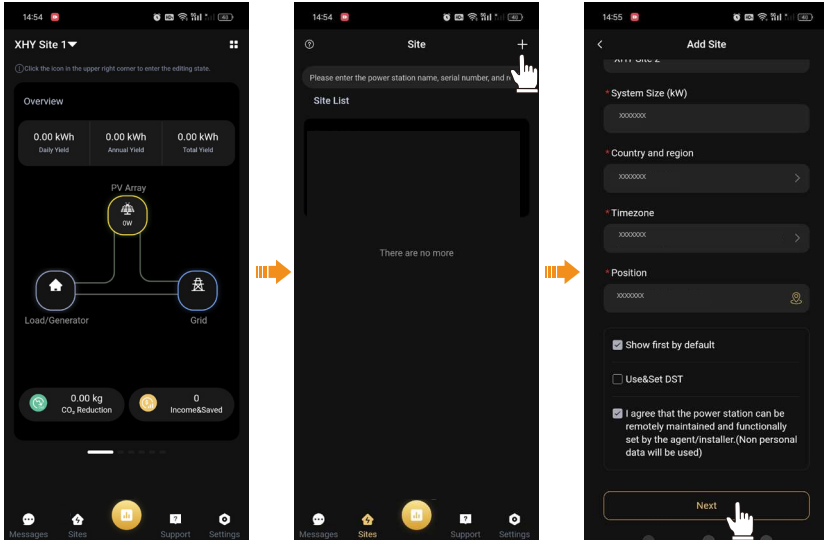 14:54
40
XHY Site 1
Click the icon in the upper right corner to enter the editing state.
Overview
0.00 kWh
Daily Yield
0.00 kWh
Annual Yield
0.00 kWh
Total Yield
PV Array
0W
Load/Generator
Grid
0.00 kg
CO₂ Reduction
0
Income&Saved
Messages
Sites
Support
Settings
14:54
40
Site
Please enter the power station name, serial number, and
Site List
There are no more
Messages
Sites
Support
Settings
14:55
40
Add Site
XHY Site 2
*System Size (kW)
xxxxxxx
*Country and region
xxxxxxx
*Timezone
xxxxxxx
*Position
xxxxxxx
Show first by default
Use&Set DST
I agree that the power station can be
remotely maintained and functionally
set by the agent/installer.(Non personal
data will be used)
Next